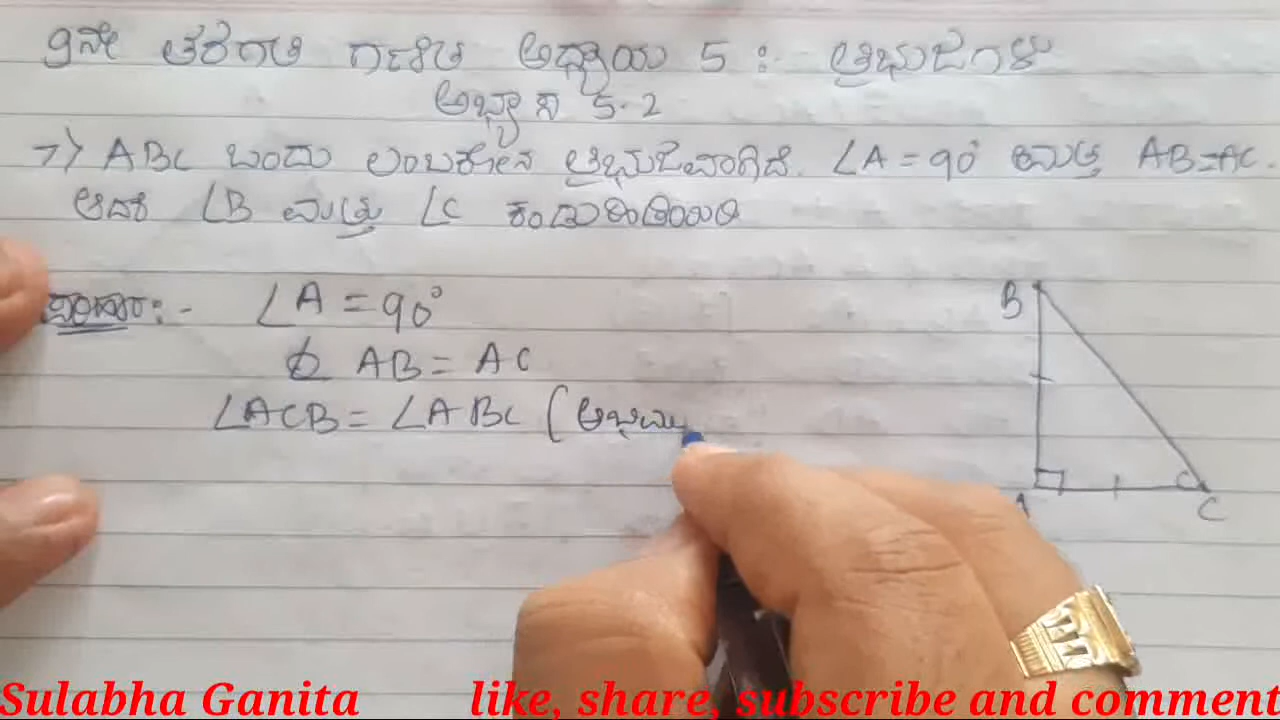 9ನೇ ತರಗತಿ ಗಣಿತ ಅಧ್ಯಾಯ 5 : ತ್ರಿಭುಜಗಳು
ಅಭ್ಯಾಸ 5.2
7> ABC ಒಂದು ಲಂಬಕೋನ ತ್ರಿಭುಜವಾಗಿದೆ. ∠A = 90° ಮತ್ತು AB=AC.
ಆದರೆ ∠B ಮತ್ತು ∠C ಕಂಡುಹಿಡಿಯಿರಿ
∠A = 90°
AB = AC
∠ACB = ∠ABC (ಅಭಿಮು
B
A
C
Sulabha Ganita like, share, subscribe and comment